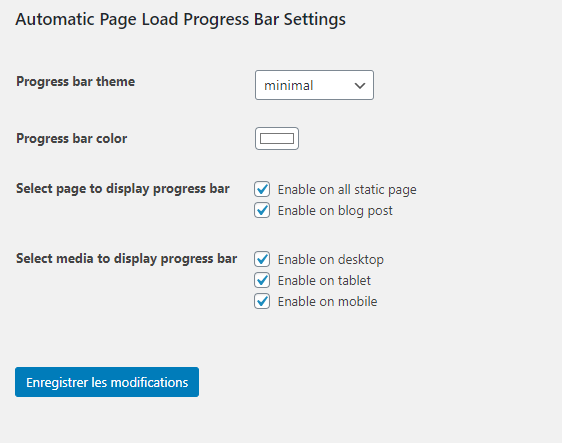 Automatic Page Load Progress Bar Settings
Progress bar theme minimal
Progress bar color
Select page to display progress bar Enable on all static page
Enable on blog post
Select media to display progress bar Enable on desktop
Enable on tablet
Enable on mobile
Enregistrer les modifications